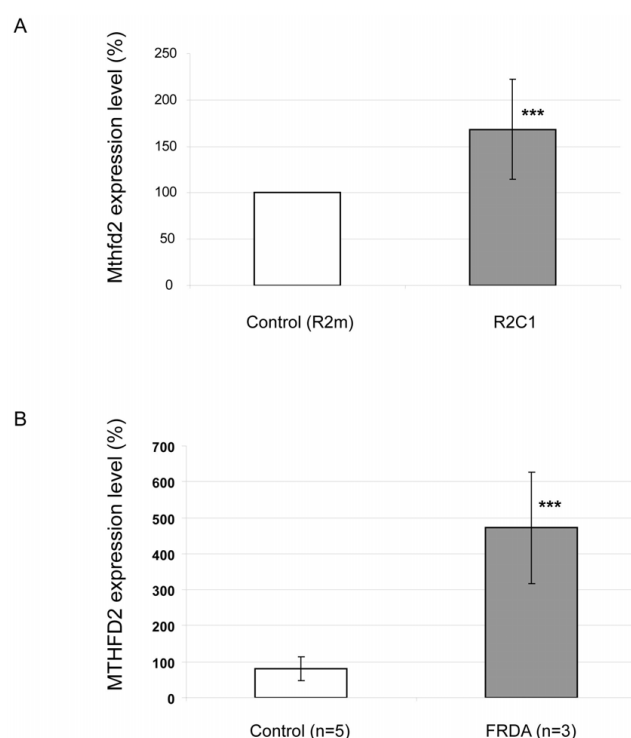 A
Mthfd2 expression level (%)
250
200
150
100
50
0
***
Control (R2m)
R2C1
B
MTHFD2 expression level (%)
700
600
500
400
300
200
100
0
***
Control (n=5)
FRDA (n=3)